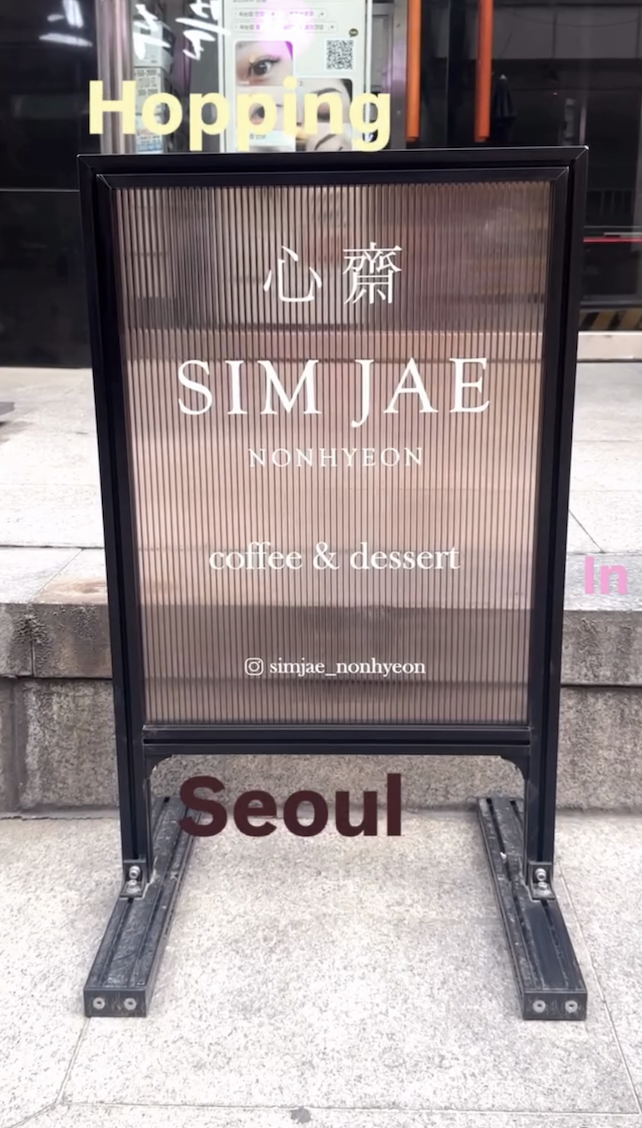 Hopping
心齋
SIM JAE
NONHYEON
coffee & dessert
In
simjae_nonhyeon
Seoul